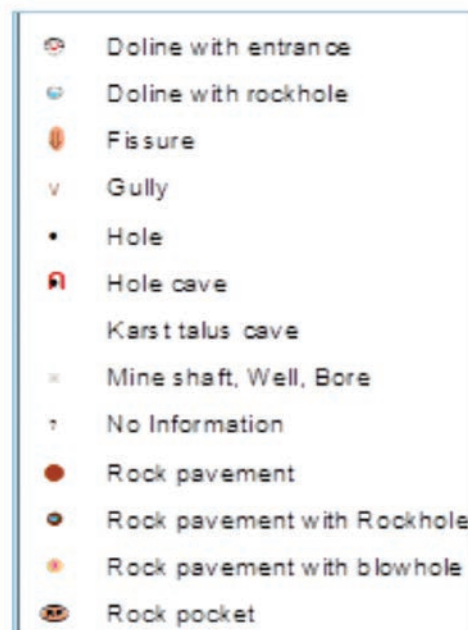 Doline with entrance
Doline with rockhole
Fissure
v Gully
Hole
Hole cave
Karst talus cave
Mine shaft, Well, Bore
? No Information
Rock pavement
Rock pavement with Rockhole
Rock pavement with blowhole
Rock pocket